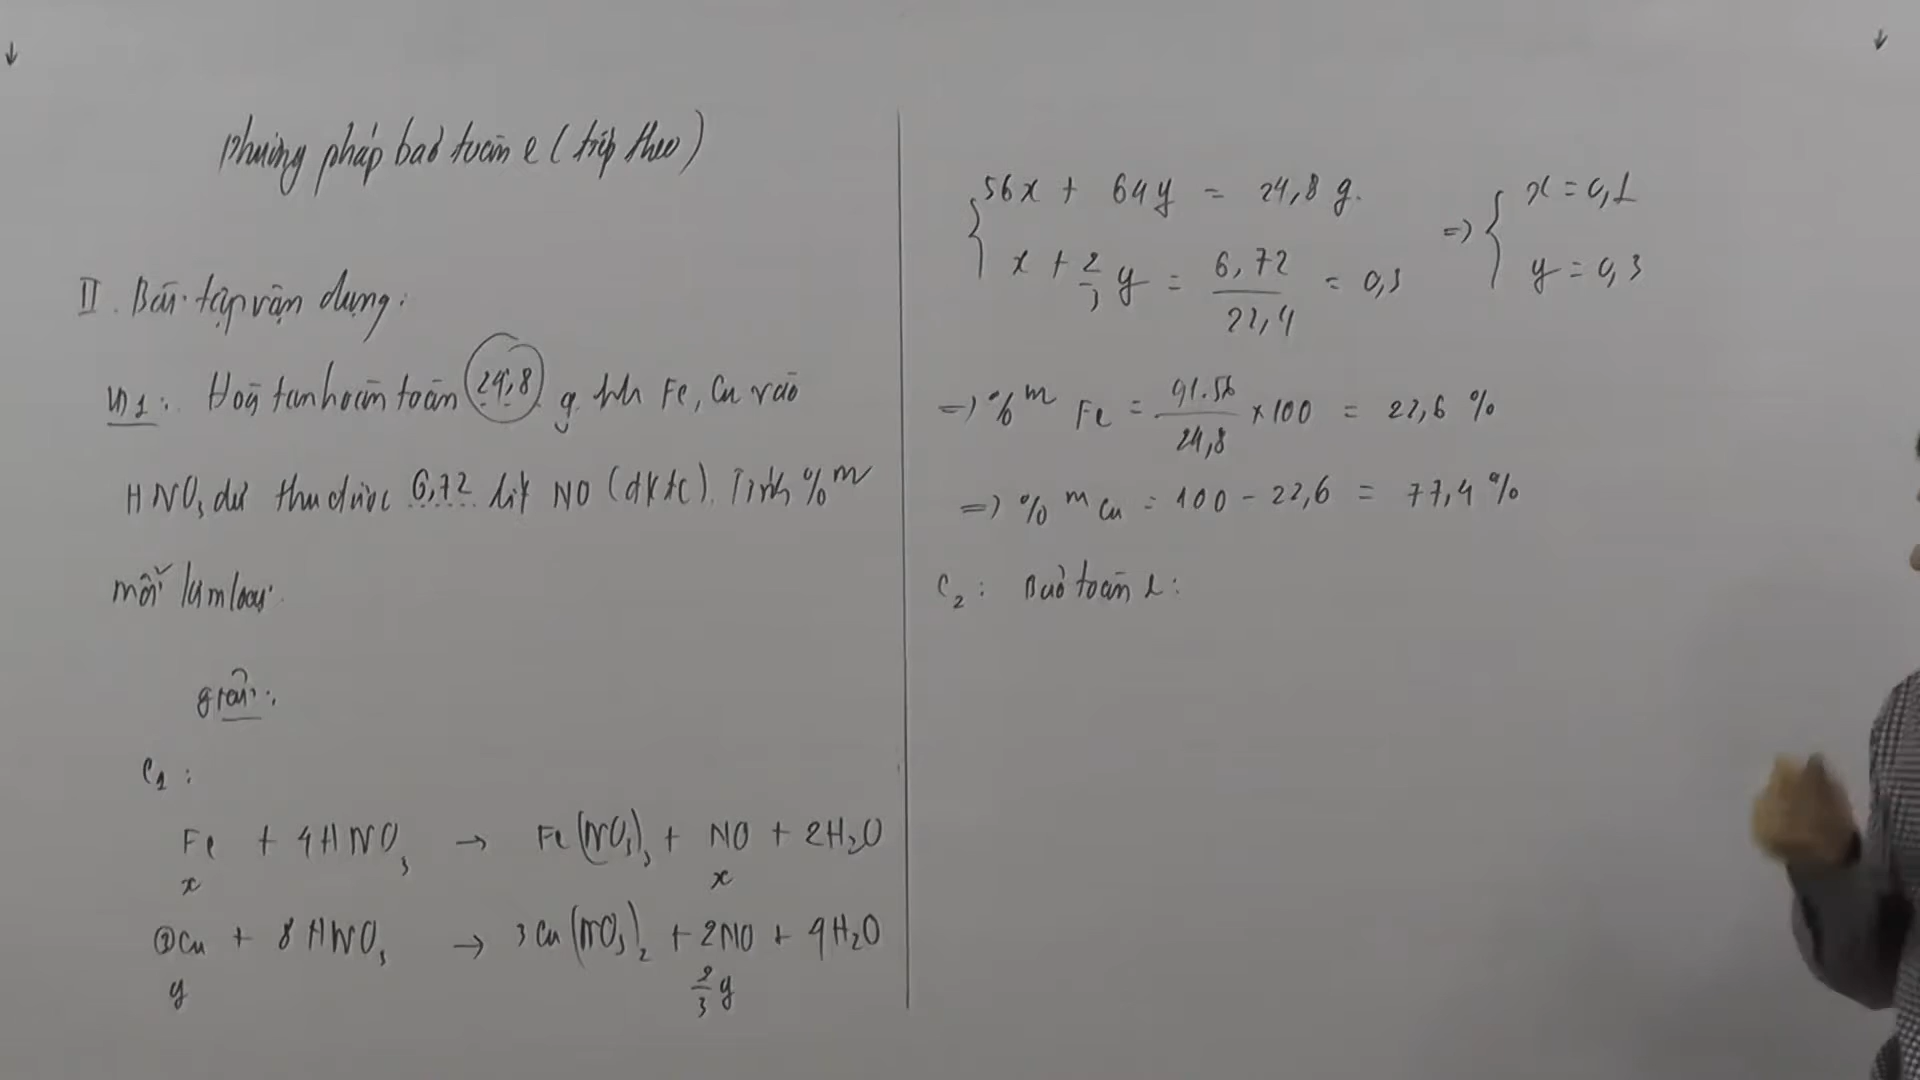 Phương pháp bảo toàn e (tiếp theo)
II. Bài tập vận dụng:
VD1: Hoà tan hoàn toàn 24,8 g hh Fe, Cu vào
HNO3 dư thu được 6,72 lít NO (đktc). Tính %m
mỗi kim loại.
giải:
C1:
Fe + 4HNO3 → Fe(NO3)3 + NO + 2H2O
x x
3Cu + 8HNO3 → 3Cu(NO3)2 + 2NO + 4H2O
y 2/3 y
{ 56x + 64y = 24,8 g. => { x = 0,1
x + 2/3 y = 6,72/22,4 = 0,3 y = 0,3
=> %m Fe = 0,1.56/24,8 x 100 = 22,6 %
=> %m Cu = 100 - 22,6 = 77,4 %
C2: Bảo toàn e: